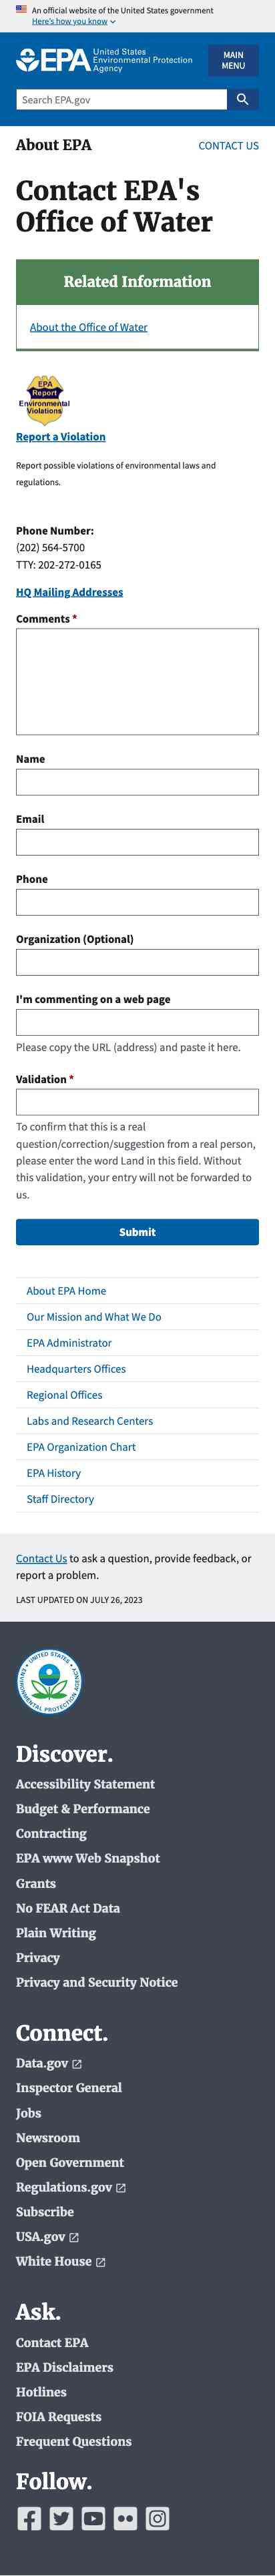 An official website of the United States government
Here's how you know
EPA United States
Environmental Protection
Agency
MAIN
MENU
Search EPA.gov
About EPA
CONTACT US
Contact EPA's
Office of Water
Related Information
About the Office of Water
EPA
Report
Environmental
Violations
Report a Violation
Report possible violations of environmental laws and
regulations.
Phone Number:
(202) 564-5700
TTY: 202-272-0165
HQ Mailing Addresses
Comments *
Name
Email
Phone
Organization (Optional)
I'm commenting on a web page
Please copy the URL (address) and paste it here.
Validation *
To confirm that this is a real
question/correction/suggestion from a real person,
please enter the word Land in this field. Without
this validation, your entry will not be forwarded to
us.
Submit
About EPA Home
Our Mission and What We Do
EPA Administrator
Headquarters Offices
Regional Offices
Labs and Research Centers
EPA Organization Chart
EPA History
Staff Directory
Contact Us to ask a question, provide feedback, or
report a problem.
LAST UPDATED ON JULY 26, 2023
UNITED STATES
ENVIRONMENTAL PROTECTION AGENCY
Discover.
Accessibility Statement
Budget & Performance
Contracting
EPA www Web Snapshot
Grants
No FEAR Act Data
Plain Writing
Privacy
Privacy and Security Notice
Connect.
Data.gov
Inspector General
Jobs
Newsroom
Open Government
Regulations.gov
Subscribe
USA.gov
White House
Ask.
Contact EPA
EPA Disclaimers
Hotlines
FOIA Requests
Frequent Questions
Follow.